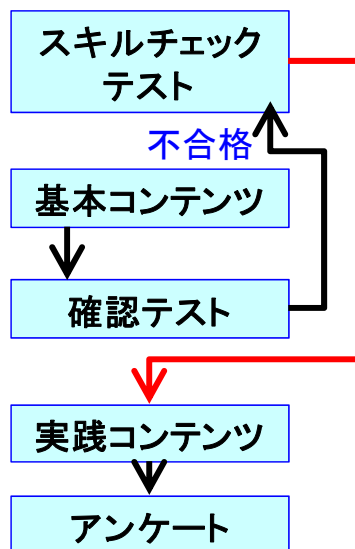 スキルチェック
テスト
不合格
基本コンテンツ
確認テスト
実践コンテンツ
アンケート